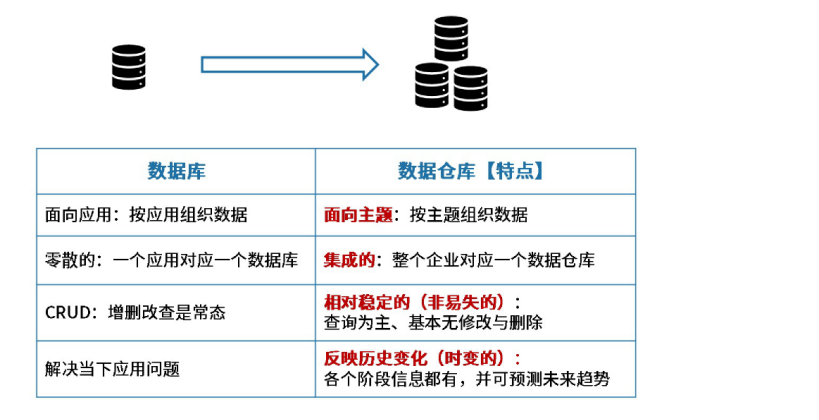 数据库
数据仓库【特点】
面向应用：按应用组织数据
面向主题：按主题组织数据
零散的：一个应用对应一个数据库
集成的：整个企业对应一个数据仓库
CRUD：增删改查是常态
相对稳定的（非易失的）：
查询为主、基本无修改与删除
解决当下应用问题
反映历史变化（时变的）：
各个阶段信息都有，并可预测未来趋势